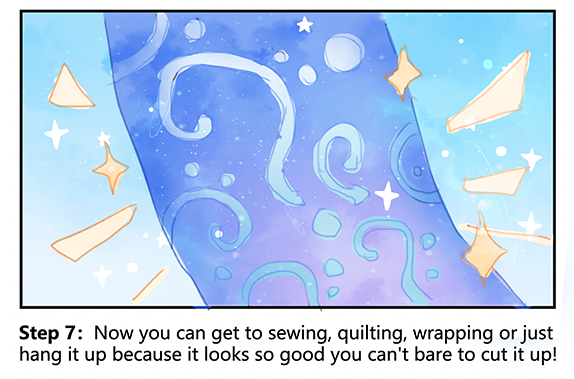 Step 7: Now you can get to sewing, quilting, wrapping or just
hang it up because it looks so good you can't bare to cut it up!